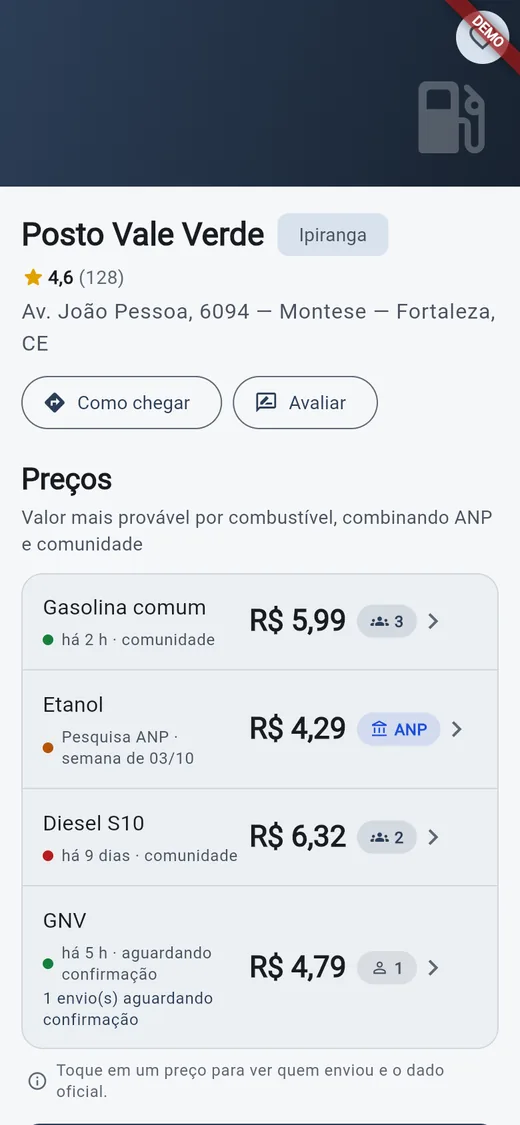 DEMO
Posto Vale Verde
Ipiranga
4,6 (128)
Av. João Pessoa, 6094 — Montese — Fortaleza,
CE
Como chegar
Avaliar
Preços
Valor mais provável por combustível, combinando ANP
e comunidade
Gasolina comum
há 2 h · comunidade
R$ 5,99
3
Etanol
Pesquisa ANP ·
semana de 03/10
R$ 4,29
ANP
Diesel S10
há 9 dias · comunidade
R$ 6,32
2
GNV
há 5 h · aguardando
confirmação
1 envio(s) aguardando
confirmação
R$ 4,79
1
Toque em um preço para ver quem enviou e o dado
oficial.